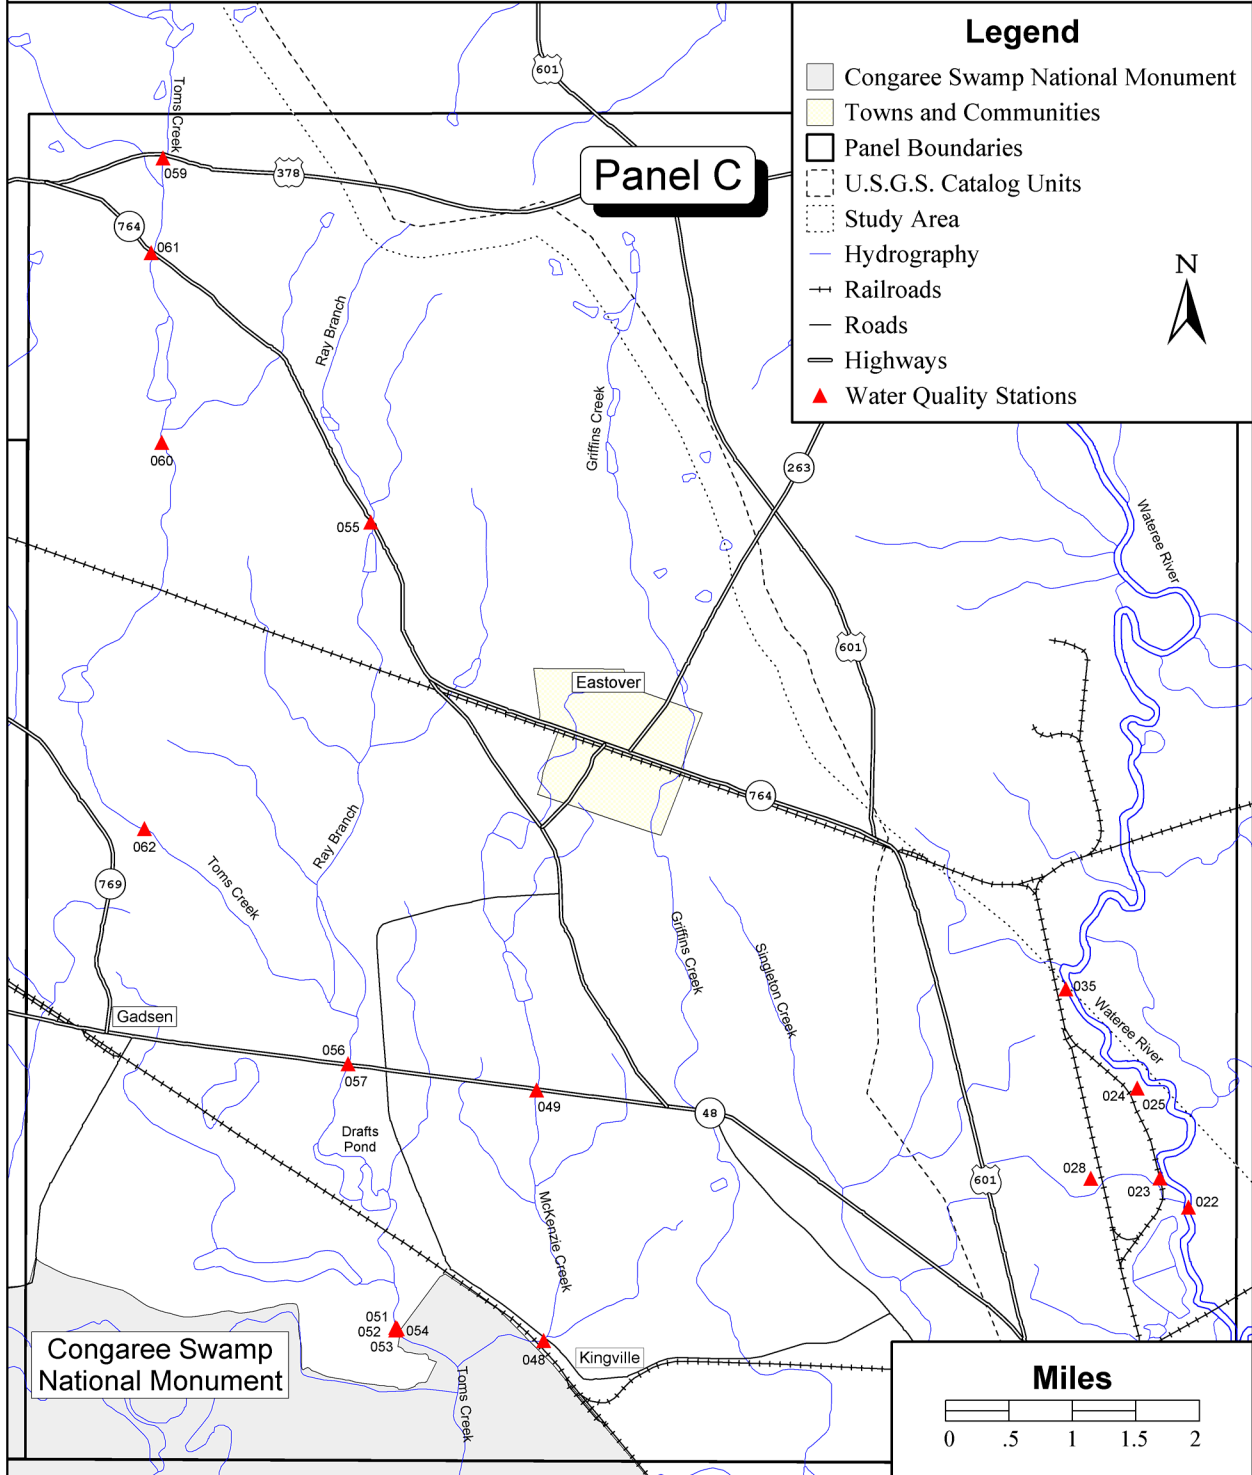 Legend
Congaree Swamp National Monument
Towns and Communities
Panel Boundaries
U.S.G.S. Catalog Units
Study Area
Hydrography
Railroads
Roads
Highways
Water Quality Stations
N
Panel C
601
Toms Creek
059
378
764
061
Ray Branch
Griffins Creek
060
263
055
Wateree River
601
Eastover
764
Ray Branch
062
Toms Creek
769
Griffins Creek
Singleton Creek
035
Wateree River
Gadsen
056
057
049
48
024
025
Drafts
Pond
028
023
601
022
McKenzie Creek
051
052
054
053
048
Kingville
Congaree Swamp
National Monument
Toms Creek
Miles
0 .5 1 1.5 2